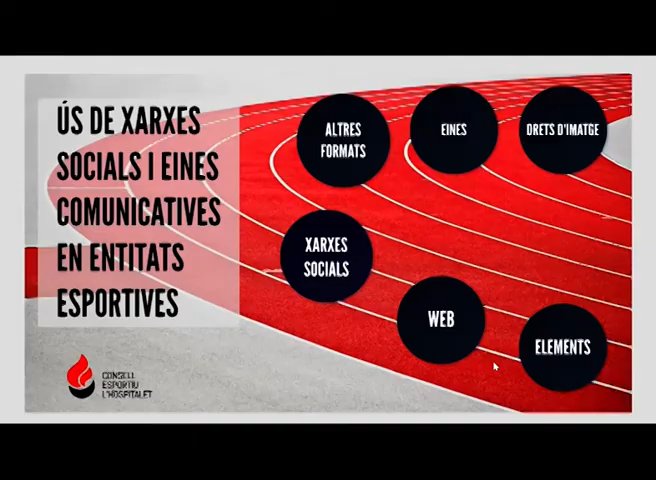 ÚS DE XARXES
SOCIALS I EINES
COMUNICATIVES
EN ENTITATS
ESPORTIVES
ALTRES
FORMATS
EINES
DRETS D'IMATGE
XARXES
SOCIALS
WEB
ELEMENTS
CONSELL
ESPORTIU
L'HOSPITALET